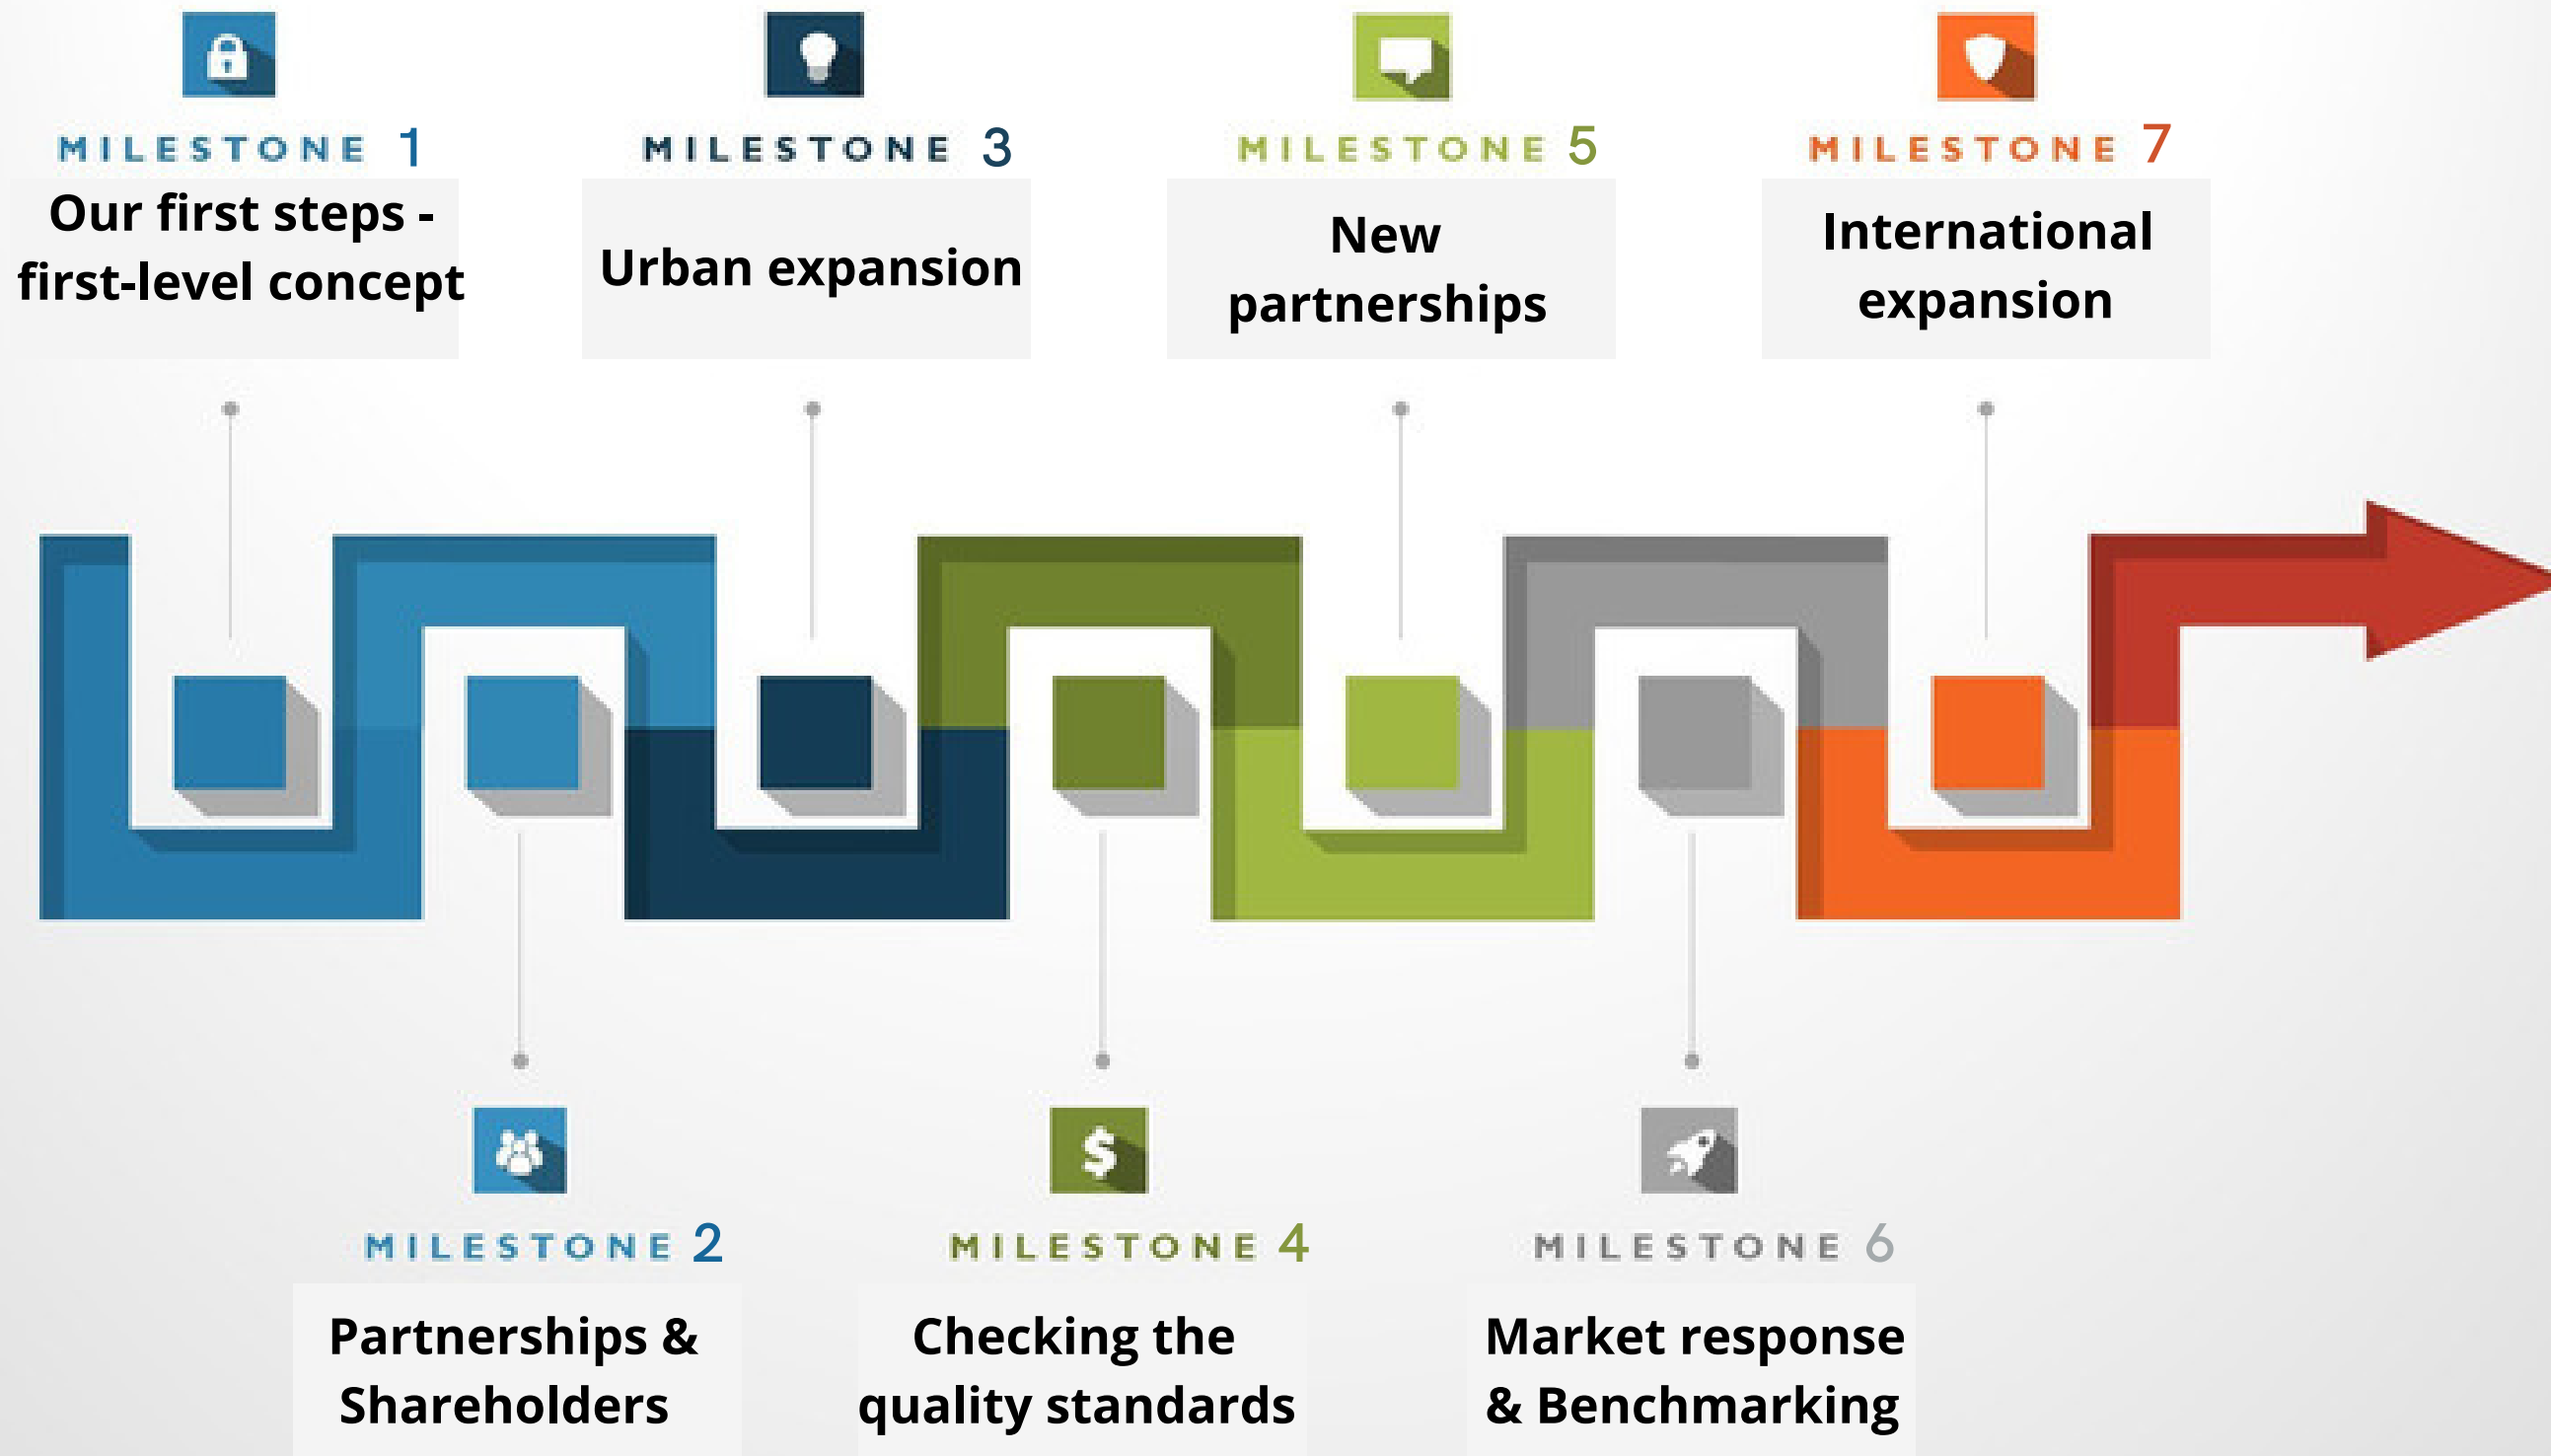 MILESTONE 1
Our first steps -
first-level concept
MILESTONE 3
Urban expansion
MILESTONE 5
New
partnerships
MILESTONE 7
International
expansion
$
MILESTONE 2
Partnerships &
Shareholders
MILESTONE 4
Checking the
quality standards
MILESTONE 6
Market response
& Benchmarking